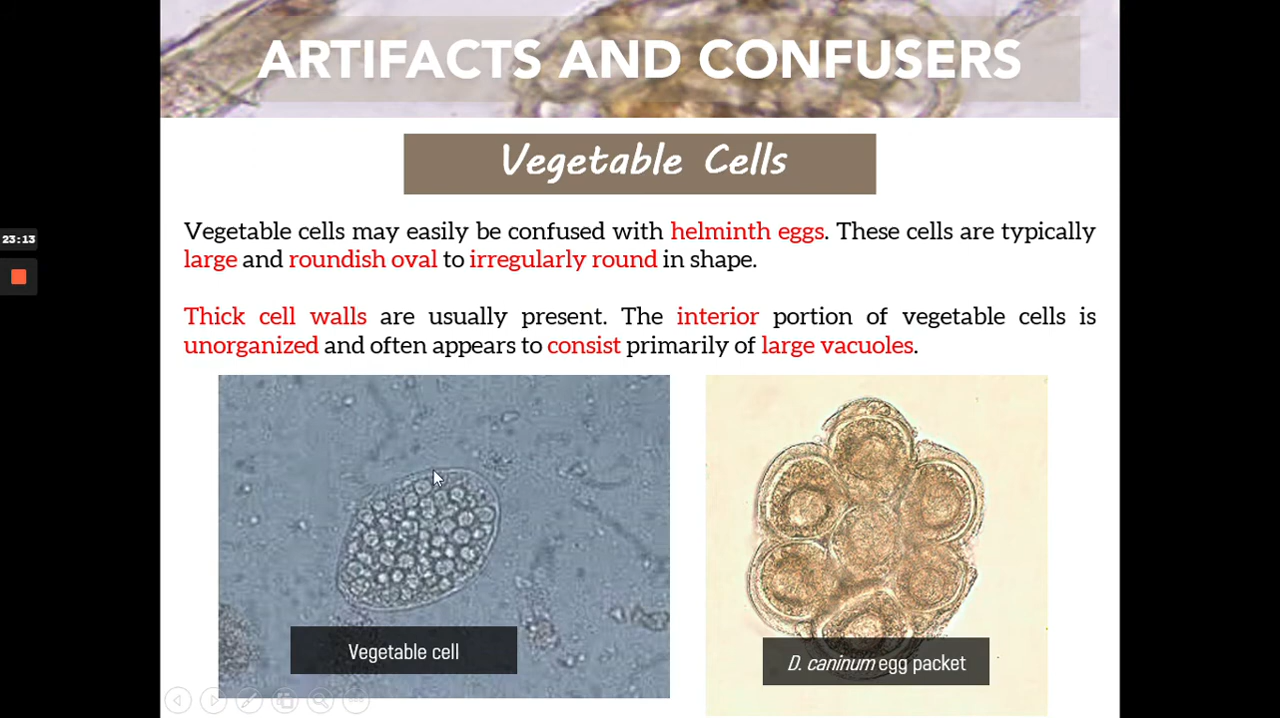 ARTIFACTS AND CONFUSERS
Vegetable Cells
Vegetable cells may easily be confused with helminth eggs. These cells are typically
large and roundish oval to irregularly round in shape.
23:13
Thick cell walls are usually present. The interior portion of vegetable cells is
unorganized and often appears to consist primarily of large vacuoles.
Vegetable cell
D. caninum egg packet